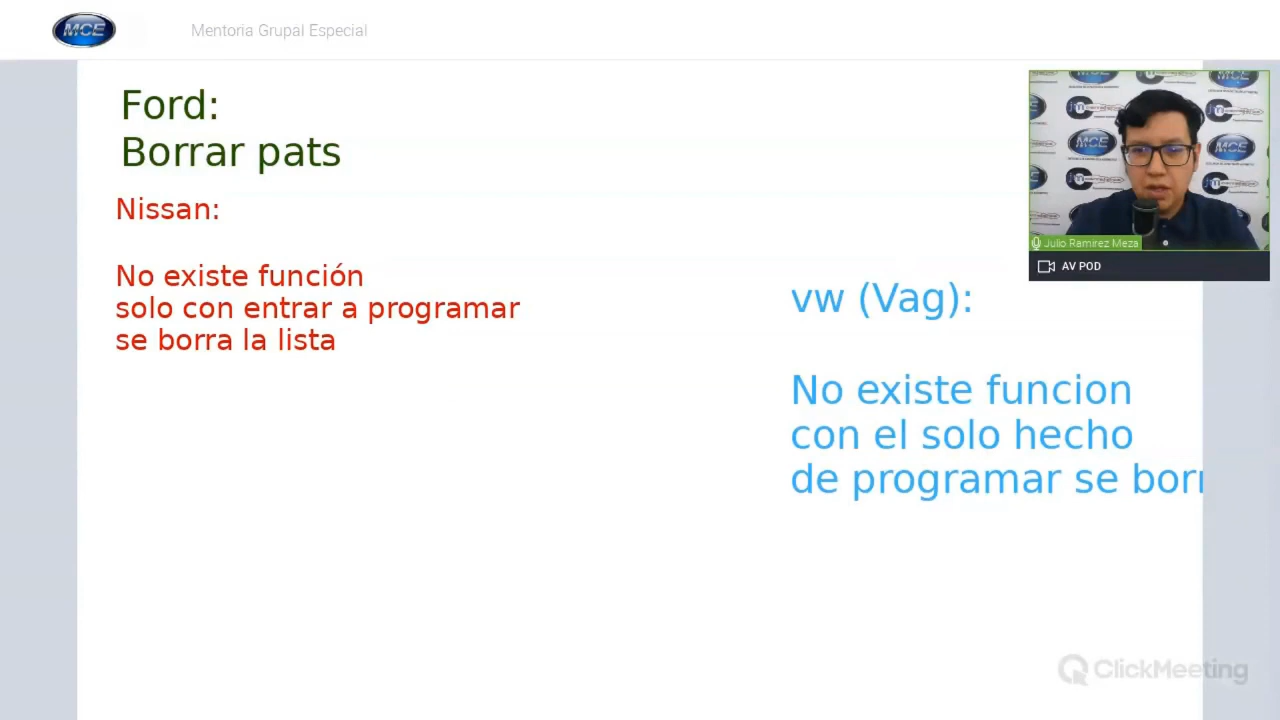 MCE
Mentoria Grupal Especial
Ford:
Borrar pats
Nissan:
No existe función
solo con entrar a programar
se borra la lista
Julio Ramirez Meza
AV POD
vw (Vag):
No existe funcion
con el solo hecho
de programar se
ClickMeeting